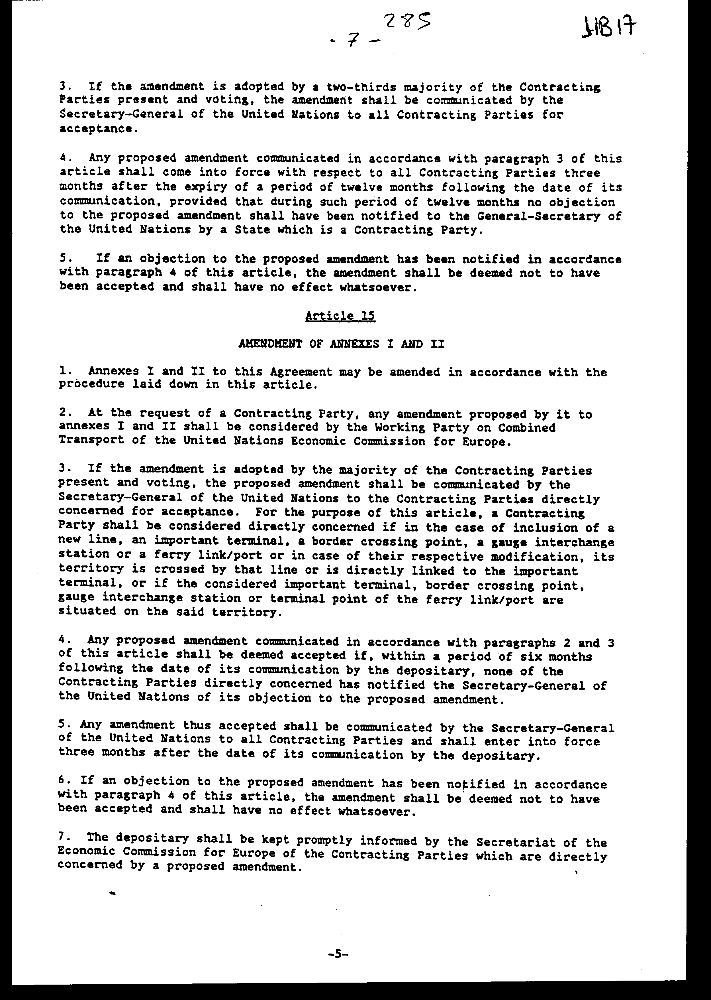 285
- 7 -
HB17
3. If the amendment is adopted by a two-thirds majority of the Contracting
Parties present and voting, the amendment shall be communicated by the
Secretary-General of the United Nations to all Contracting Parties for
acceptance.
4. Any proposed amendment communicated in accordance with paragraph 3 of this
article shall come into force with respect to all Contracting Parties three
months after the expiry of a period of twelve months following the date of its
communication, provided that during such period of twelve months no objection
to the proposed amendment shall have been notified to the General-Secretary of
the United Nations by a State which is a Contracting Party.
5. If an objection to the proposed amendment has been notified in accordance
with paragraph 4 of this article, the amendment shall be deemed not to have
been accepted and shall have no effect whatsoever.
Article 15
AMENDMENT OF ANNEXES I AND II
1. Annexes I and II to this Agreement may be amended in accordance with the
procedure laid down in this article.
2. At the request of a Contracting Party, any amendment proposed by it to
annexes I and II shall be considered by the Working Party on Combined
Transport of the United Nations Economic Commission for Europe.
3. If the amendment is adopted by the majority of the Contracting Parties
present and voting, the proposed amendment shall be communicated by the
Secretary-General of the United Nations to the Contracting Parties directly
concerned for acceptance. For the purpose of this article, a Contracting
Party shall be considered directly concerned if in the case of inclusion of a
new line, an important terminal, a border crossing point, a gauge interchange
station or a ferry link/port or in case of their respective modification, its
territory is crossed by that line or is directly linked to the important
terminal, or if the considered important terminal, border crossing point,
gauge interchange station or terminal point of the ferry link/port are
situated on the said territory.
4. Any proposed amendment communicated in accordance with paragraphs 2 and 3
of this article shall be deemed accepted if, within a period of six months
following the date of its communication by the depositary, none of the
Contracting Parties directly concerned has notified the Secretary-General of
the United Nations of its objection to the proposed amendment.
5. Any amendment thus accepted shall be communicated by the Secretary-General
of the United Nations to all Contracting Parties and shall enter into force
three months after the date of its communication by the depositary.
6. If an objection to the proposed amendment has been notified in accordance
with paragraph 4 of this article, the amendment shall be deemed not to have
been accepted and shall have no effect whatsoever.
7. The depositary shall be kept promptly informed by the Secretariat of the
Economic Commission for Europe of the Contracting Parties which are directly
concerned by a proposed amendment.
-5-